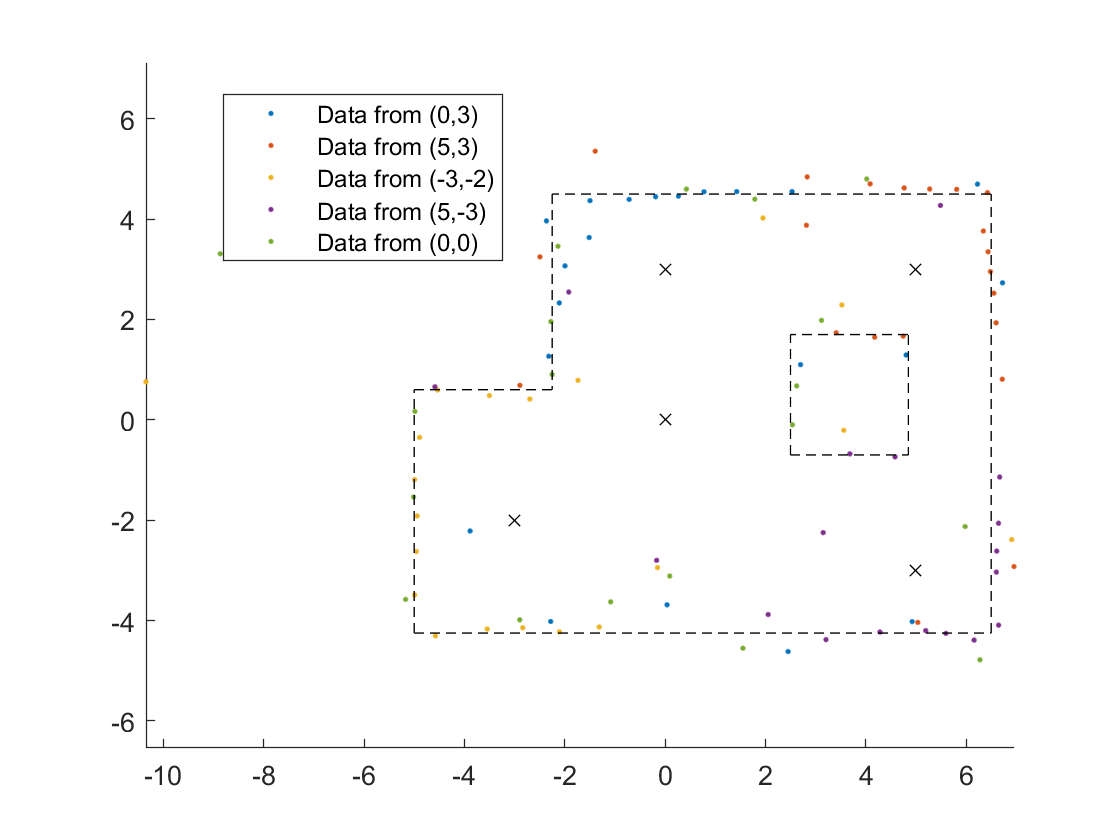 6
Data from (0,3)
Data from (5,3)
Data from (-3,-2)
Data from (5,-3)
Data from (0,0)
4
2
0
-2
-4
-6
-10 -8 -6 -4 -2 0 2 4 6